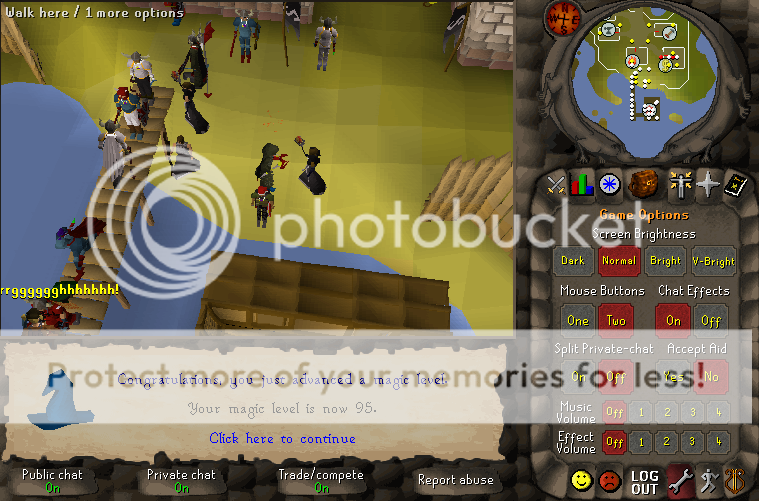 Walk here / 1 more options
rrgggggghhhhhhh!
photobucket
Protect more of your memories for less!
Congratulations, you just advanced a magic level.
Your magic level is now 95.
Click here to continue
Public chat
On
Private chat
On
Trade/compete
On
Report abuse
Game Options
Screen Brightness
Dark Normal Bright V-Bright
Mouse Buttons Chat Effects
One Two On Off
Split Private-chat Accept Aid
On Off Yes No
Music Volume Off 1 2 3 4
Effect Volume Off 1 2 3 4
LOG OUT